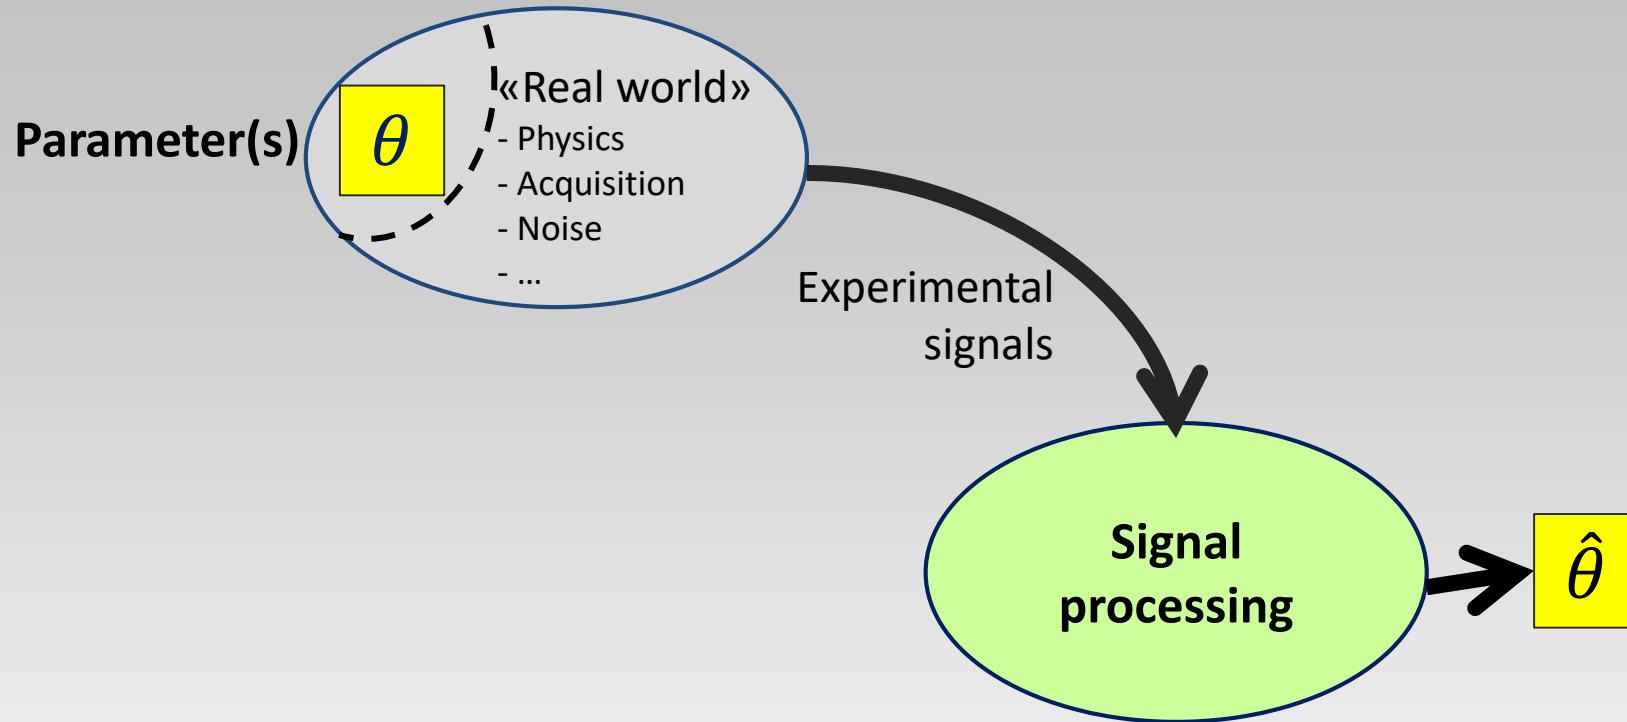 Parameter(s)
θ
«Real world»
- Physics
- Acquisition
- Noise
- ...
Experimental
signals
Signal
processing
θ̂